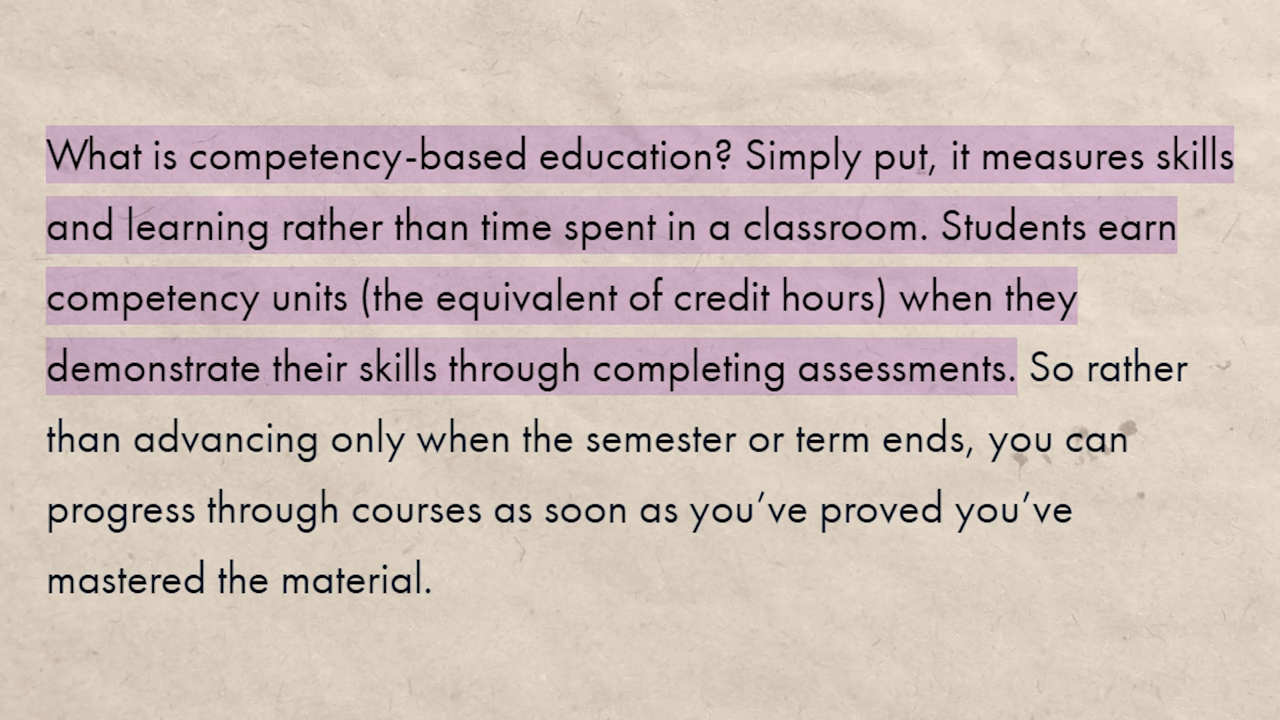 What is competency-based education? Simply put, it measures skills
and learning rather than time spent in a classroom. Students earn
competency units (the equivalent of credit hours) when they
demonstrate their skills through completing assessments. So rather
than advancing only when the semester or term ends, you can
progress through courses as soon as you’ve proved you’ve
mastered the material.